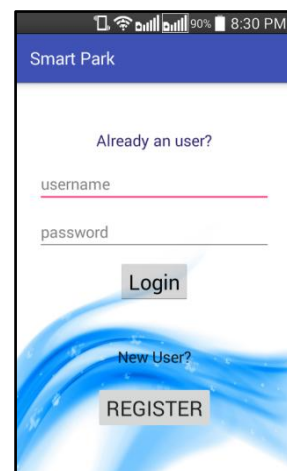 90% 8:30 PM
Smart Park
Already an user?
username
password
Login
New User?
REGISTER